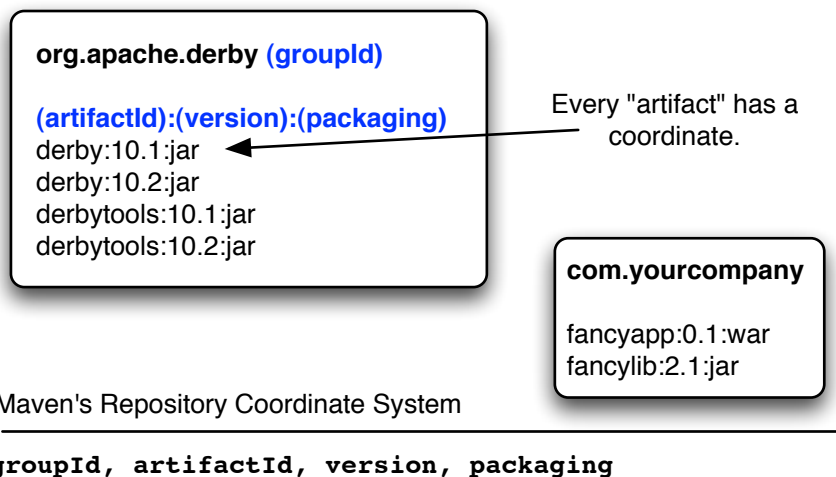 org.apache.derby (groupId)
(artifactId):(version):(packaging)
derby:10.1:jar
derby:10.2:jar
derbytools:10.1:jar
derbytools:10.2:jar
Every "artifact" has a
coordinate.
com.yourcompany
fancyapp:0.1:war
fancylib:2.1:jar
Maven's Repository Coordinate System
groupId, artifactId, version, packaging